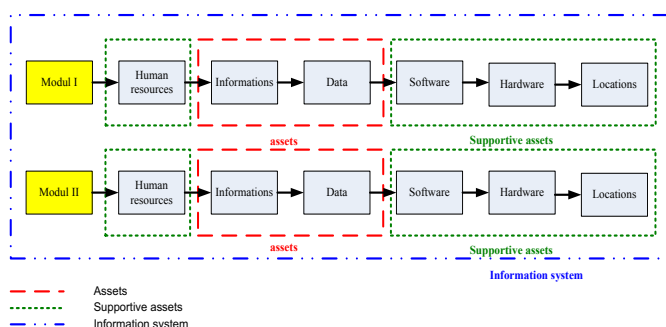 Modul I
Human
resources
Informations
Data
Software
Hardware
Locations
assets
Supportive assets
Modul II
Human
resources
Informations
Data
Software
Hardware
Locations
assets
Supportive assets
Information system
Assets
Supportive assets
Information system